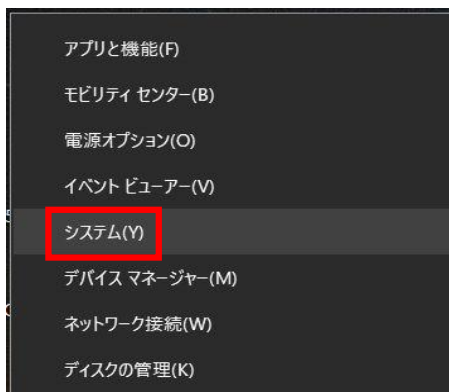 アプリと機能(F)
モビリティ センター(B)
電源オプション(O)
イベント ビューアー(V)
システム(Y)
デバイス マネージャー(M)
ネットワーク接続(W)
ディスクの管理(K)